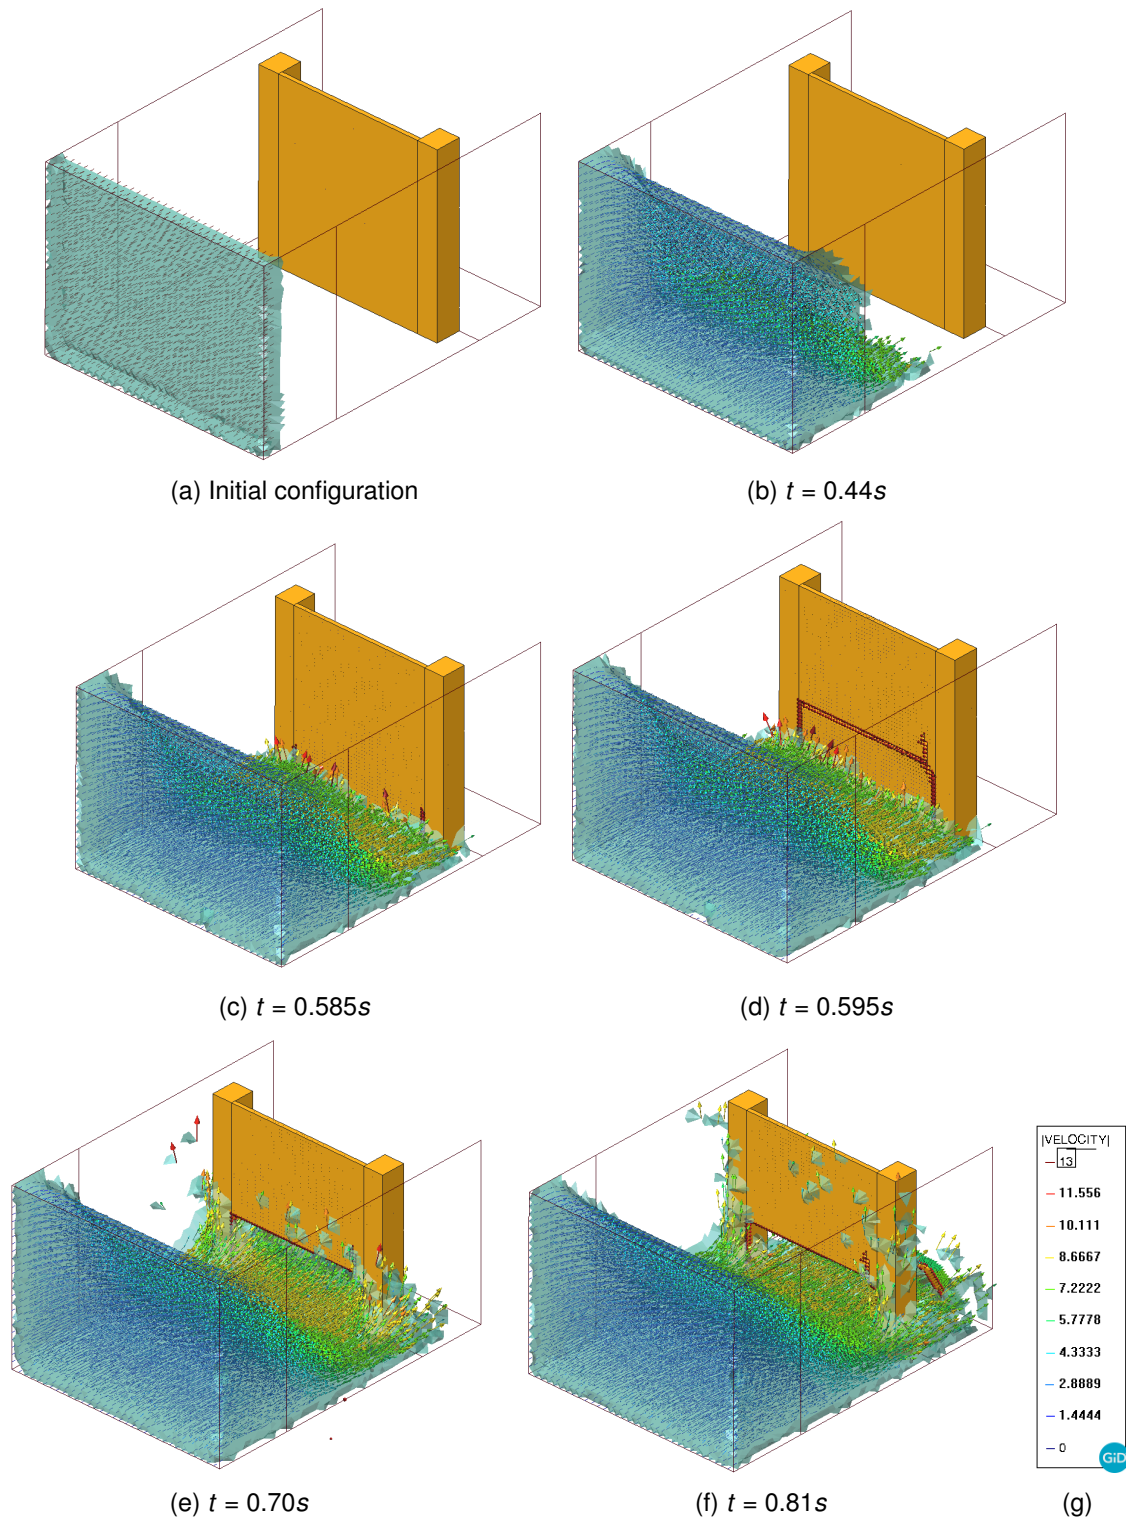 (a) Initial configuration
(b) t = 0.44s
(c) t = 0.585s
(d) t = 0.595s
|VELOCITY|
13
11.556
10.111
8.6667
7.2222
5.7778
4.3333
2.8889
1.4444
0
GiD
(e) t = 0.70s
(f) t = 0.81s
(g)